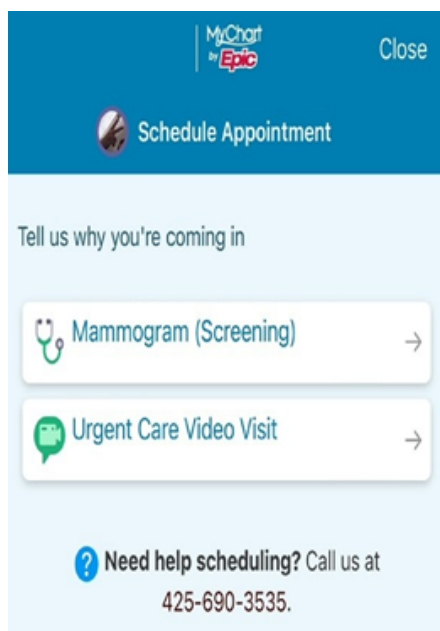 MyChart
by Epic
Close
Schedule Appointment
Tell us why you're coming in
Mammogram (Screening)
Urgent Care Video Visit
Need help scheduling? Call us at
425-690-3535.